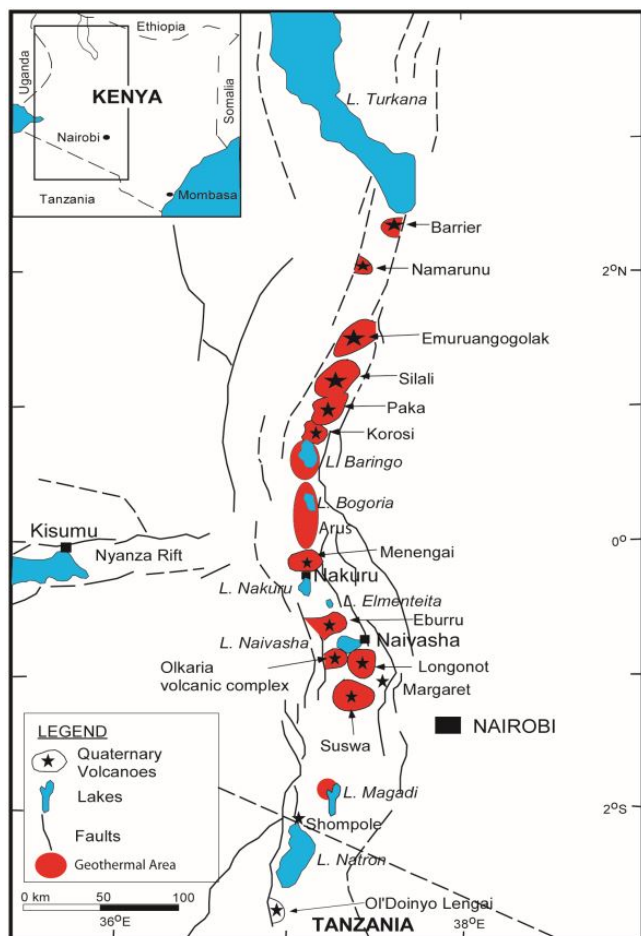 Ethiopia
Uganda
KENYA
Somalia
Nairobi
Tanzania
Mombasa
L. Turkana
Barrier
Namarunu
2°N
Emuruangogolak
Silali
Paka
Korosi
L. Baringo
L. Bogoria
Arus
0°
Kisumu
Nyanza Rift
Menengai
Nakuru
L. Nakuru
L. Elmenteita
Eburru
L. Naivasha
Naivasha
Olkaria
volcanic complex
Longonot
Margaret
NAIROBI
Suswa
LEGEND
Quaternary
Volcanoes
Lakes
Faults
Geothermal Area
0 km 50 100
L. Magadi
2°S
Shompole
L. Natron
Ol'Doinyo Lengai
TANZANIA
36°E
38°E